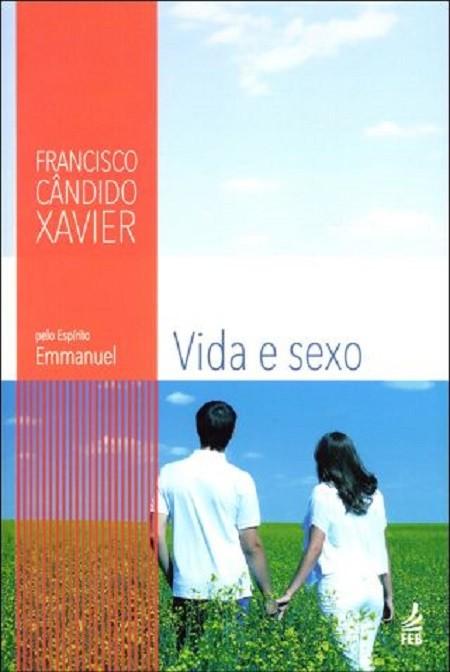 FRANCISCO
CÂNDIDO
XAVIER
pelo Espírito
Emmanuel
Vida e sexo
FEB